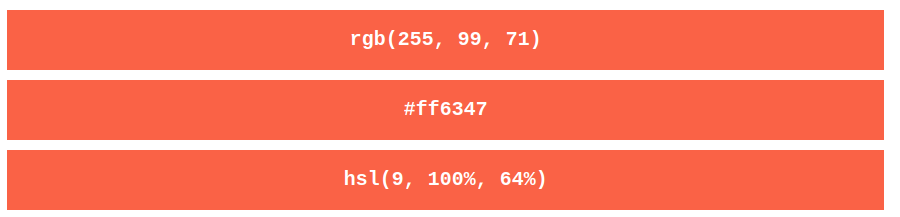 rgb(255, 99, 71)
#ff6347
hsl(9, 100%, 64%)